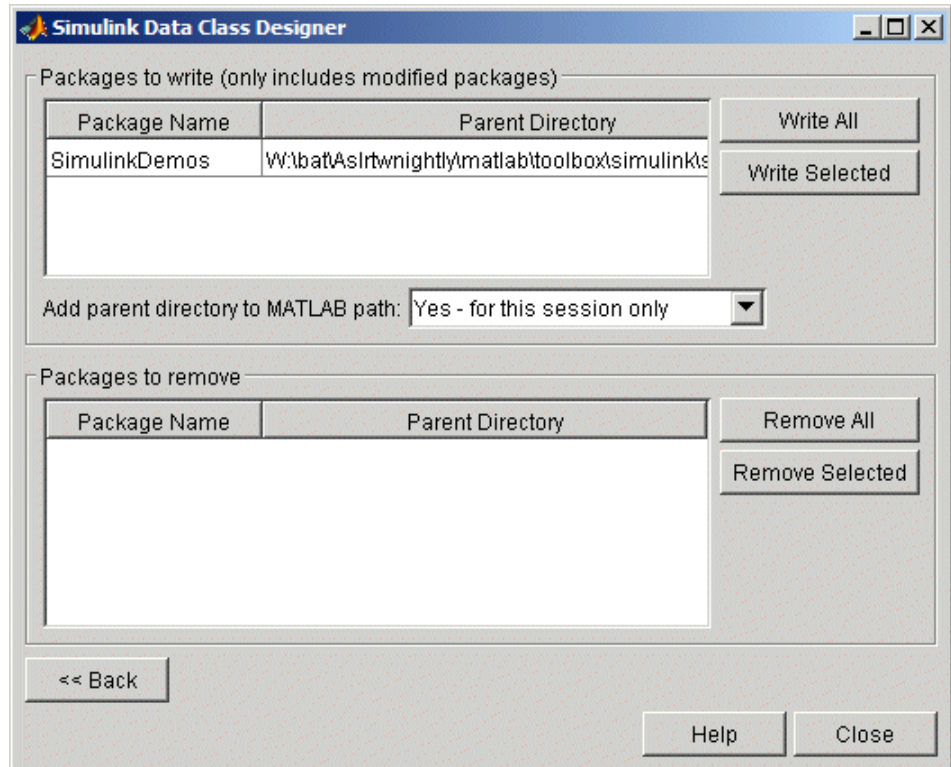 Simulink Data Class Designer
Packages to write (only includes modified packages)
Package Name Parent Directory Write All
SimulinkDemos W:\bat\Aslrtwnightly\matlab\toolbox\simulink\s
Write Selected
Add parent directory to MATLAB path: Yes - for this session only
Packages to remove
Package Name Parent Directory Remove All
Remove Selected
<< Back
Help Close